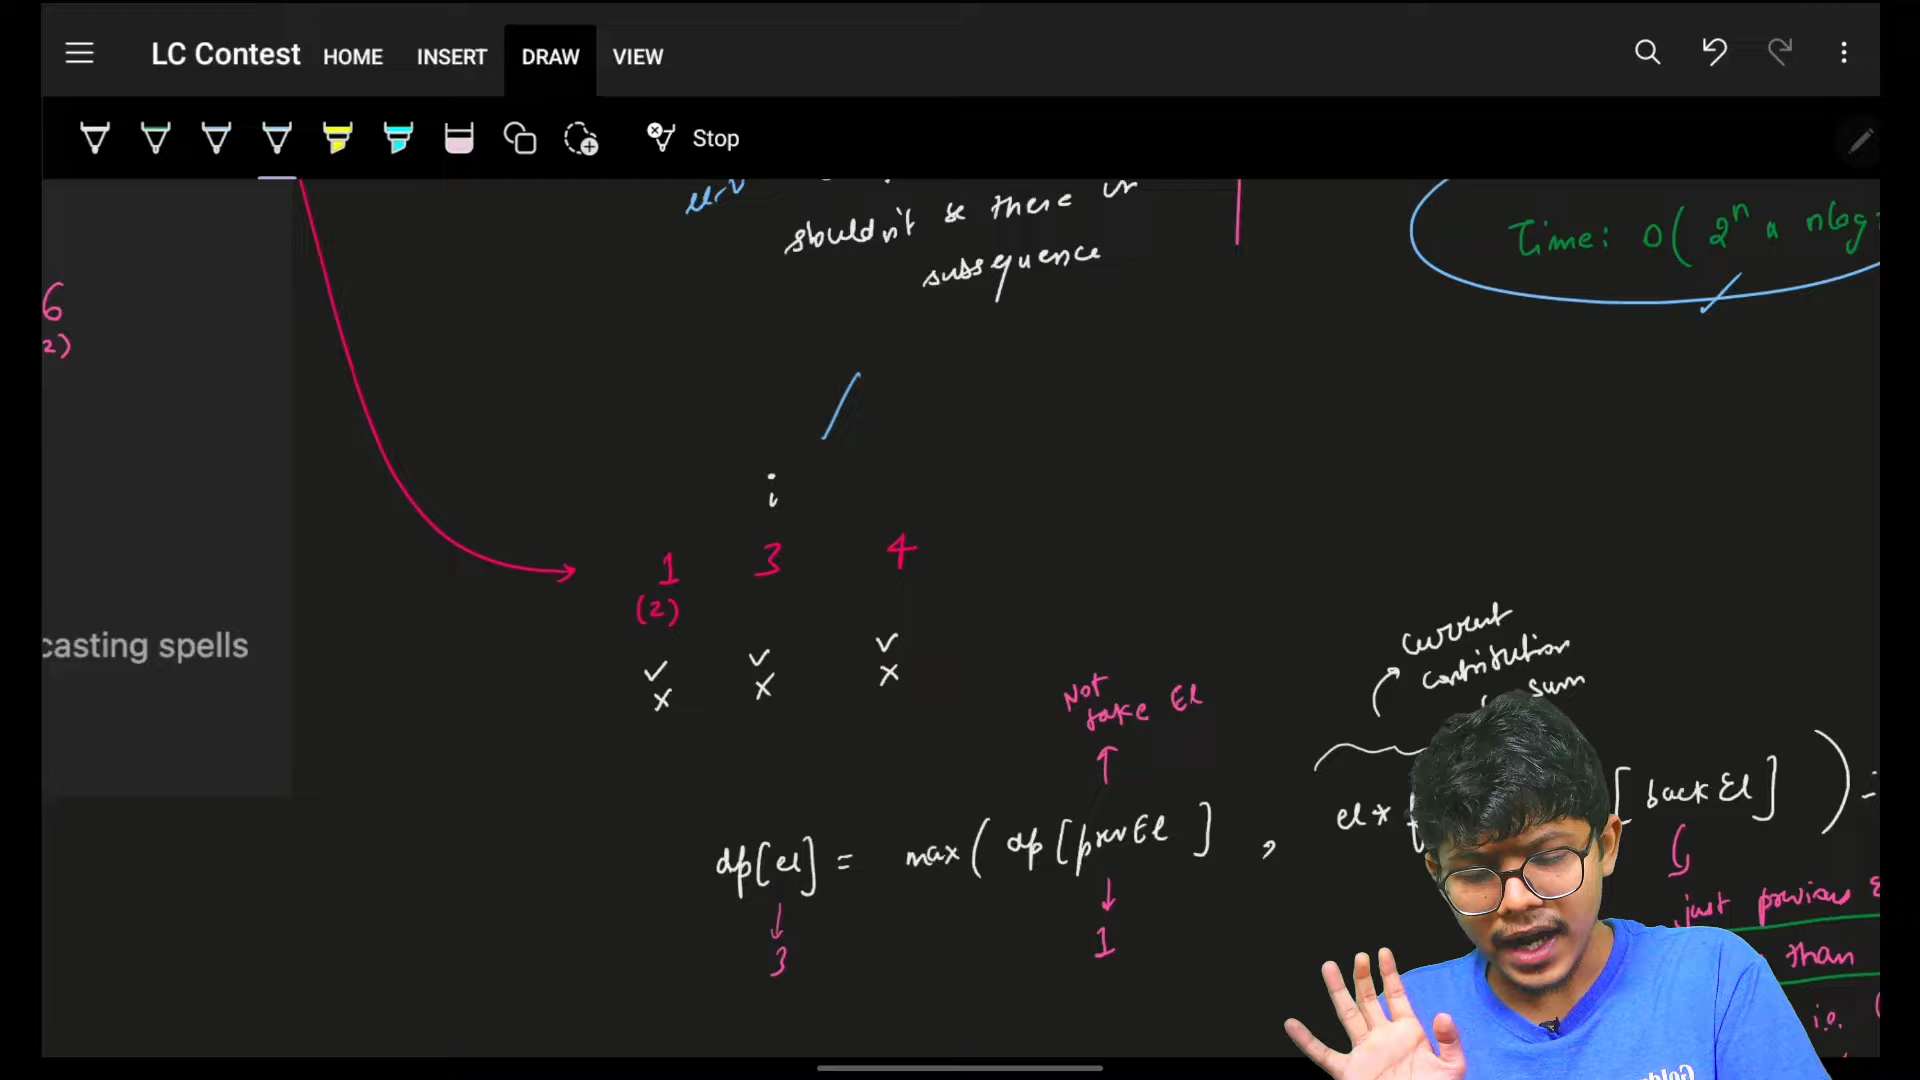 LC Contest HOME INSERT DRAW VIEW
Stop
shouldn't be there in
subsequence
Time: O( 2^n * nlog
6
2)
i
1 3 4
(2)
casting spells
✓ ✓ ✓
x x x
Not
take El
current
contribution
sum
dp[el] = max( dp[prevEl] , el* [backEl] ) =
3
1
just previous
than
i.e. (